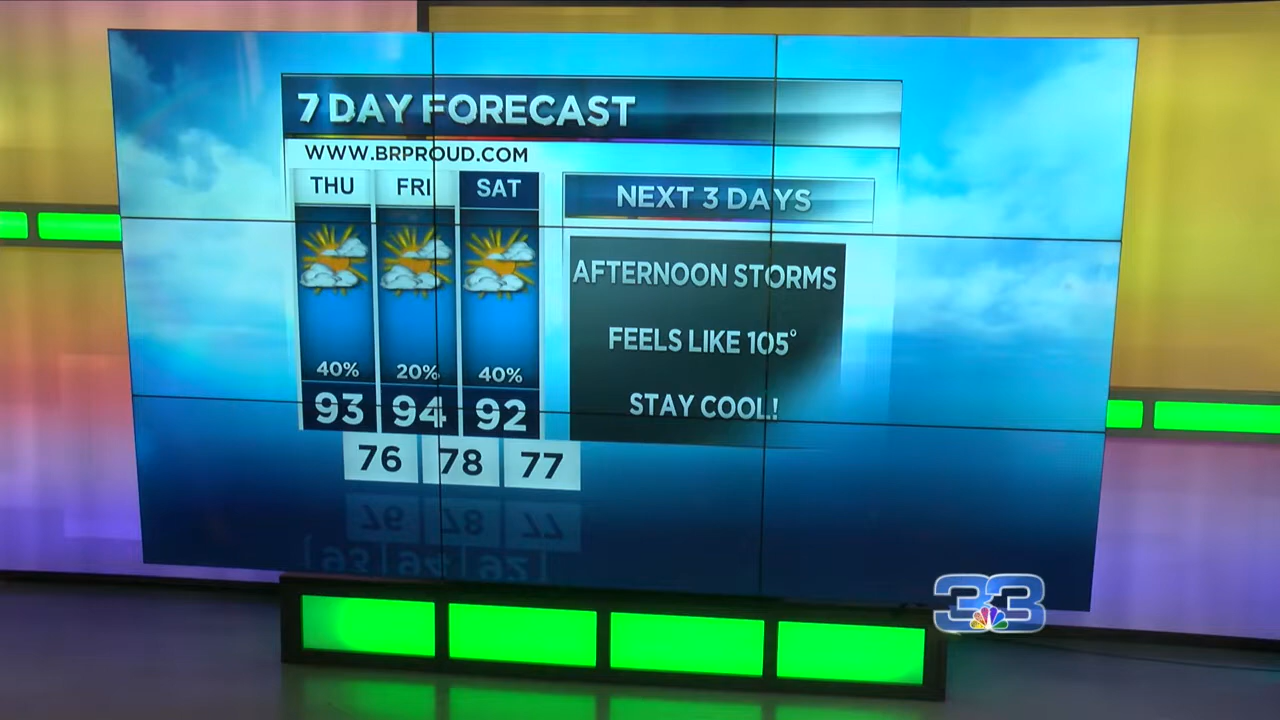 7 DAY FORECAST
WWW.BRPROUD.COM
THU FRI SAT
NEXT 3 DAYS
AFTERNOON STORMS
FEELS LIKE 105°
STAY COOL!
40% 20% 40%
93 94 92
76 78 77
33